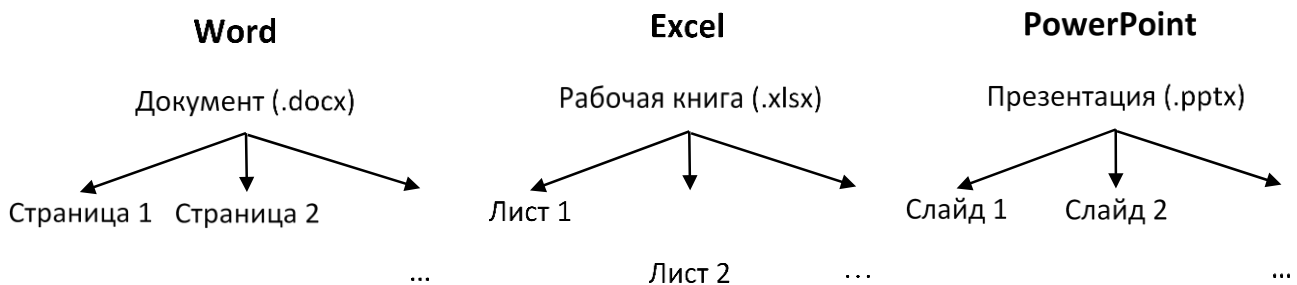 Word Excel PowerPoint
Документ (.docx) Рабочая книга (.xlsx) Презентация (.pptx)
Страница 1 Страница 2 Лист 1 Слайд 1 Слайд 2
... Лист 2 ... ...